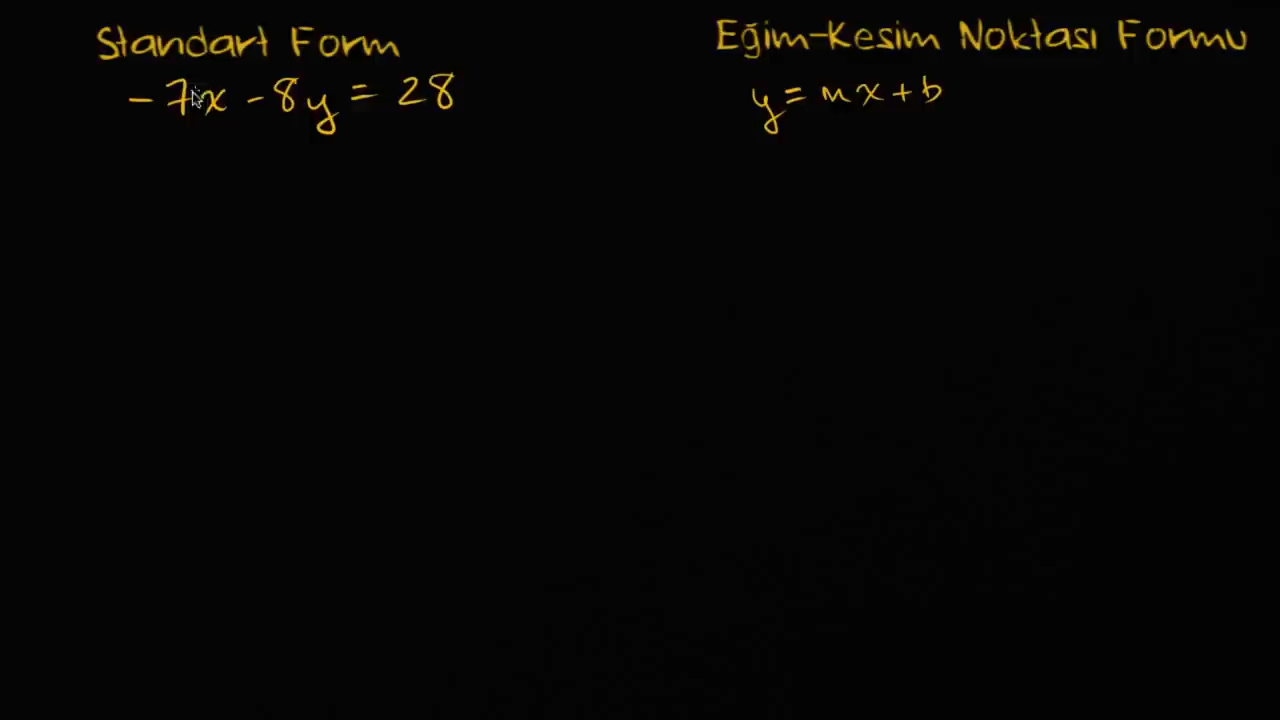 Standart Form
-7x - 8y = 28
Eğim-Kesim Noktası Formu
y = mx + b